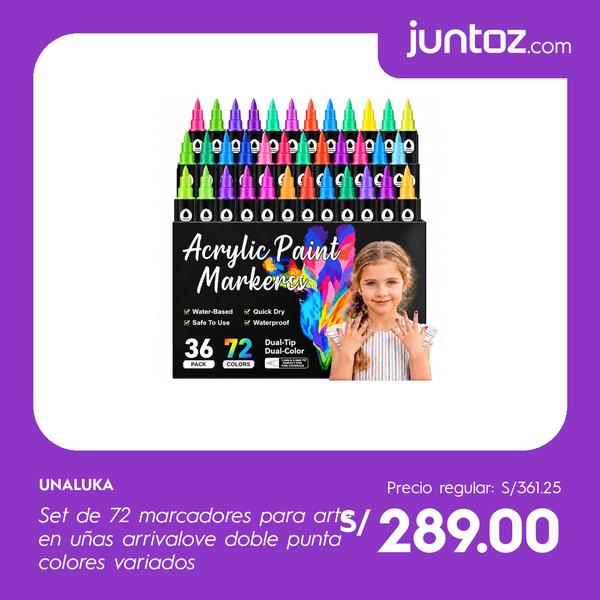 juntoz.com
Acrylic Paint
Markeres
Water-Based
Quick Dry
Safe To Use
Waterproof
36
PACK
72
COLORS
Dual-Tip
Dual-Color
UNALUKA
Set de 72 marcadores para arte
en uñas arrivalove doble punta
colores variados
Precio regular: S/361.25
S/ 289.00